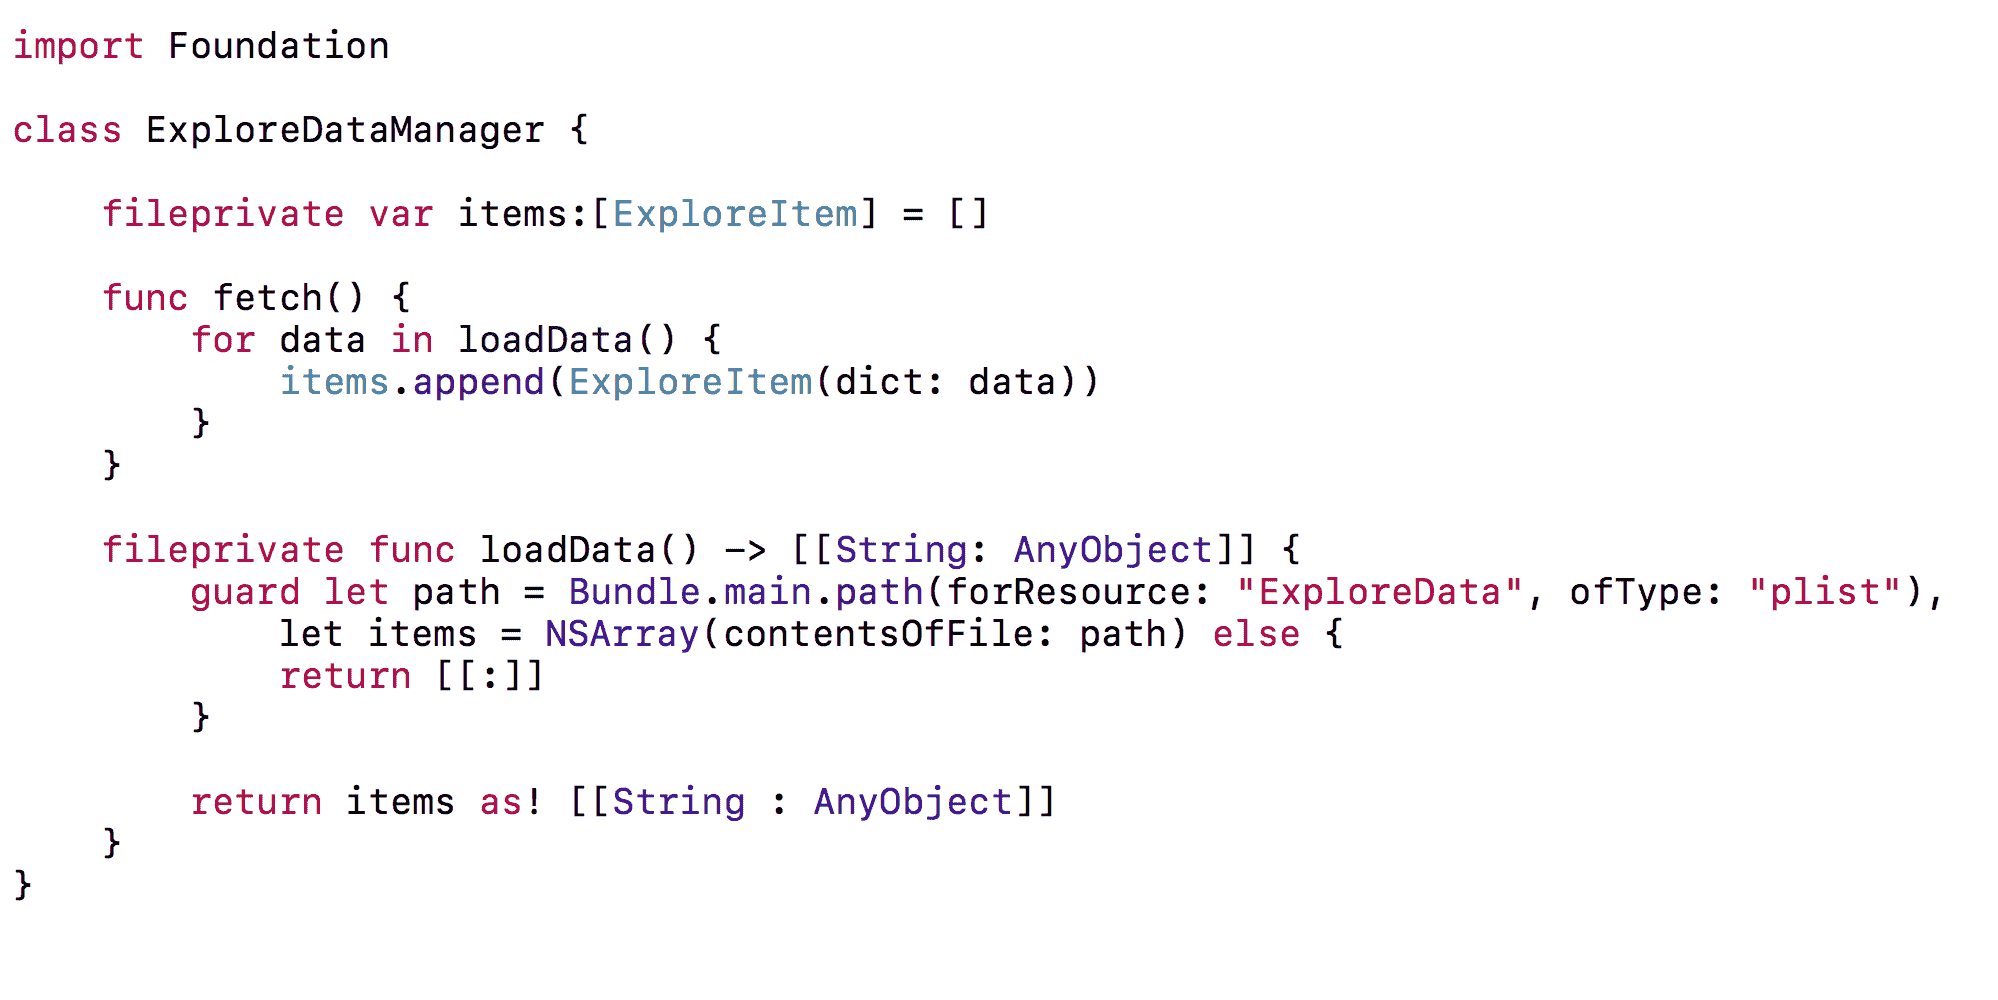 import Foundation
class ExploreDataManager {
fileprivate var items:[ExploreItem] = []
func fetch() {
for data in loadData() {
items.append(ExploreItem(dict: data))
}
}
fileprivate func loadData() -> [[String: AnyObject]] {
guard let path = Bundle.main.path(forResource: "ExploreData", ofType: "plist"),
let items = NSArray(contentsOfFile: path) else {
return [[:]]
}
return items as! [[String : AnyObject]]
}
}